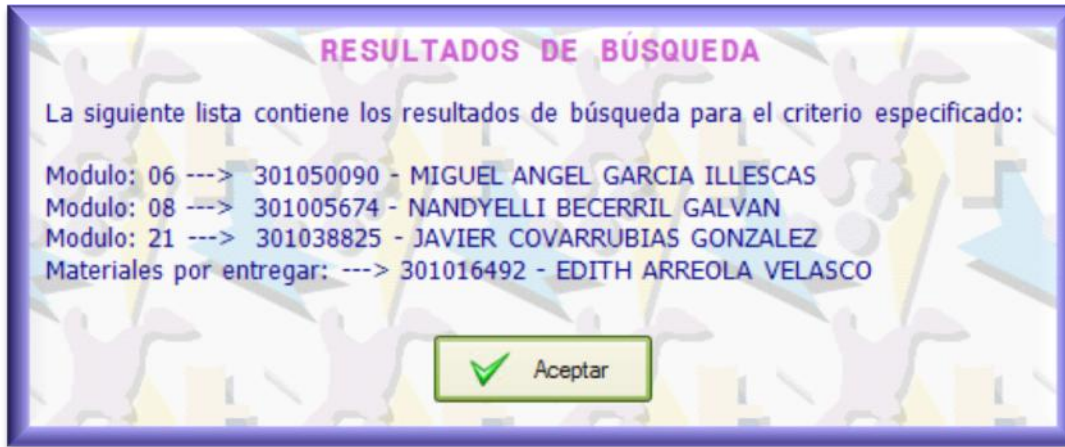 RESULTADOS DE BÚSQUEDA
La siguiente lista contiene los resultados de búsqueda para el criterio especificado:
Modulo: 06 ---> 301050090 - MIGUEL ANGEL GARCIA ILLESCAS
Modulo: 08 ---> 301005674 - NANDYELLI BECERRIL GALVAN
Modulo: 21 ---> 301038825 - JAVIER COVARRUBIAS GONZALEZ
Materiales por entregar: ---> 301016492 - EDITH ARREOLA VELASCO
Aceptar